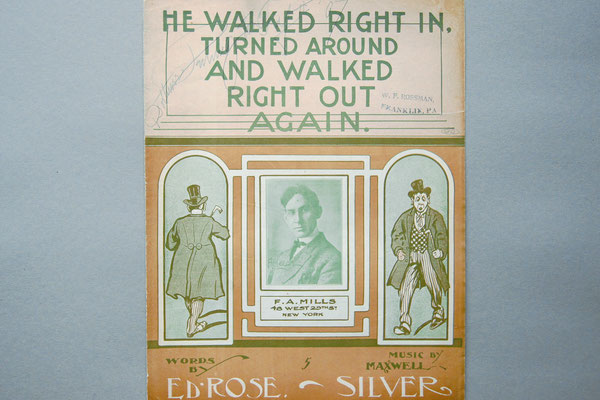 HE WALKED RIGHT IN,
TURNED AROUND
AND WALKED
RIGHT OUT
AGAIN.
FRANKLIN, PA
F.A. MILLS
48 WEST 29TH ST
NEW YORK
WORDS BY
ED. ROSE.
5
MUSIC BY
MAXWELL
SILVER